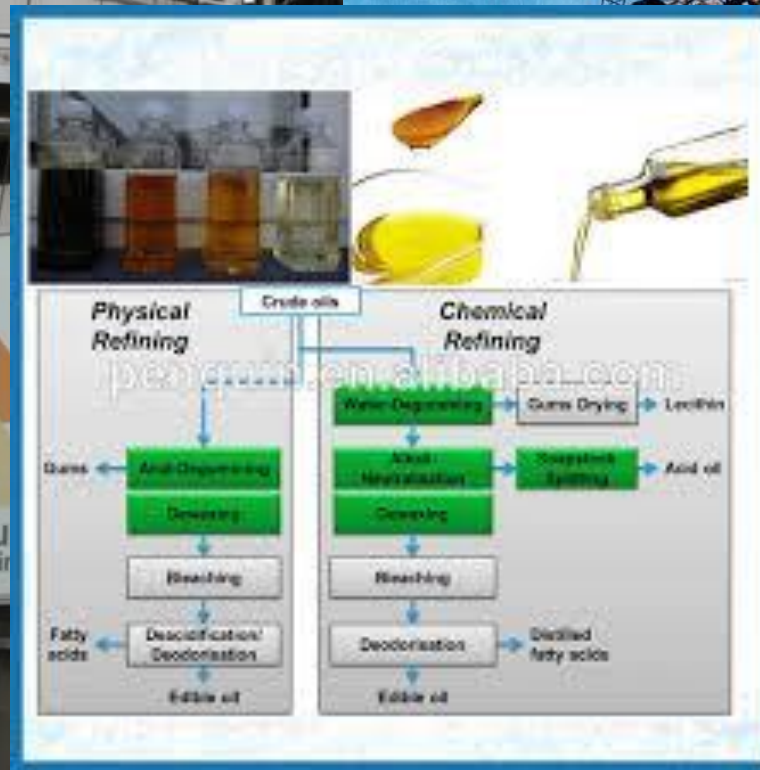 Crude oils
Physical
Refining
Chemical
Refining
ipenquin.en.alibaba.com
Water-Degumming
Gums Drying
Lecithin
Gums
Acid-Degumming
Alkali-
Neutralisation
Soapstock
Splitting
Acid oil
Dewaxing
Dewaxing
Bleaching
Bleaching
Fatty
acids
Deacidification/
Deodorisation
Deodorisation
Distilled
fatty acids
Edible oil
Edible oil